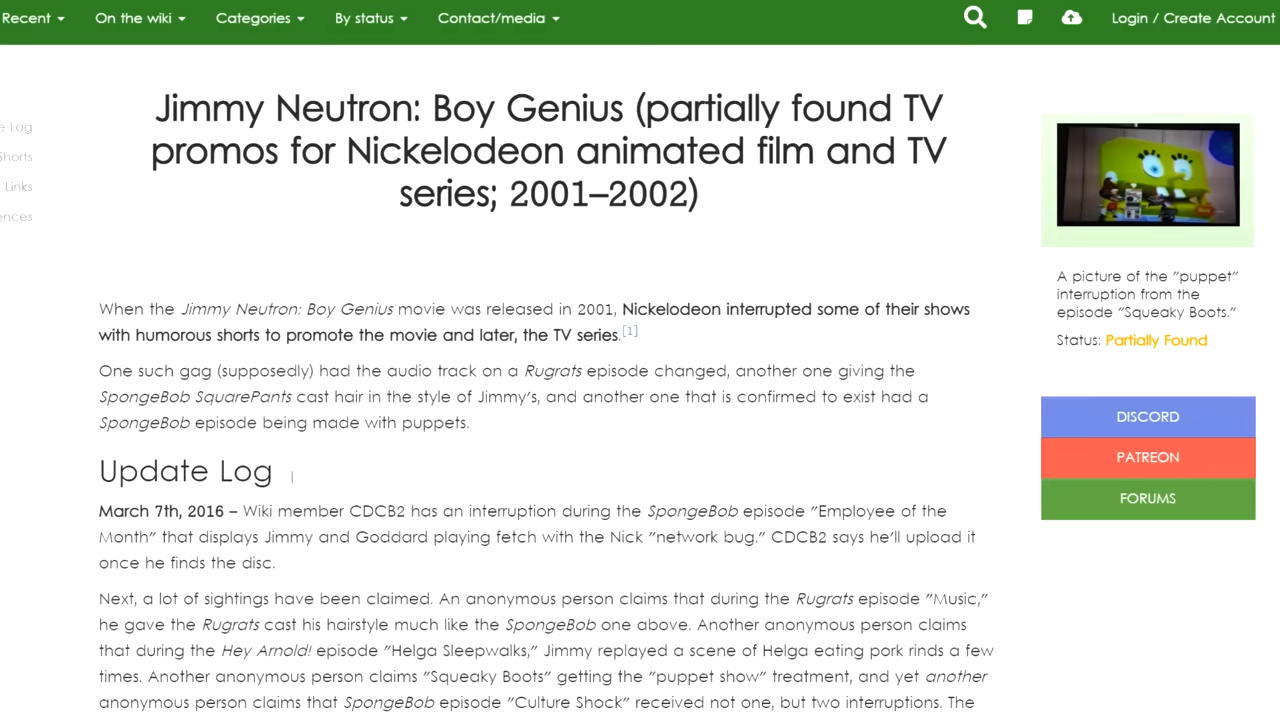 Recent On the wiki Categories By status Contact/media Login / Create Account
Jimmy Neutron: Boy Genius (partially found TV
promos for Nickelodeon animated film and TV
series; 2001–2002)
e Log
Shorts
Links
ences
When the Jimmy Neutron: Boy Genius movie was released in 2001, Nickelodeon interrupted some of their shows
with humorous shorts to promote the movie and later, the TV series.[1]
One such gag (supposedly) had the audio track on a Rugrats episode changed, another one giving the
SpongeBob SquarePants cast hair in the style of Jimmy's, and another one that is confirmed to exist had a
SpongeBob episode being made with puppets.
Update Log |
March 7th, 2016 – Wiki member CDCB2 has an interruption during the SpongeBob episode "Employee of the
Month" that displays Jimmy and Goddard playing fetch with the Nick "network bug." CDCB2 says he'll upload it
once he finds the disc.
Next, a lot of sightings have been claimed. An anonymous person claims that during the Rugrats episode "Music,"
he gave the Rugrats cast his hairstyle much like the SpongeBob one above. Another anonymous person claims
that during the Hey Arnold! episode "Helga Sleepwalks," Jimmy replayed a scene of Helga eating pork rinds a few
times. Another anonymous person claims "Squeaky Boots" getting the "puppet show" treatment, and yet another
anonymous person claims that SpongeBob episode "Culture Shock" received not one, but two interruptions. The
A picture of the "puppet"
interruption from the
episode "Squeaky Boots."
Status: Partially Found
DISCORD
PATREON
FORUMS